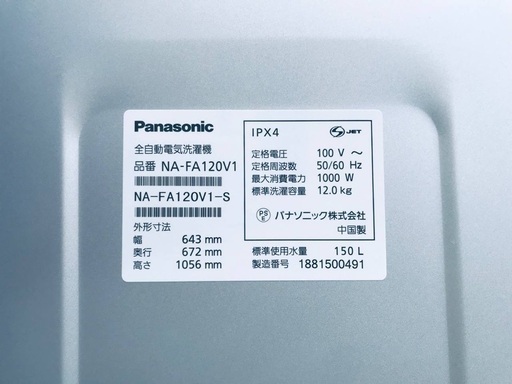 Panasonic
全自動電気洗濯機
品番 NA-FA120V1
NA-FA120V1-S
外形寸法
幅 643 mm
奥行 672 mm
高さ 1056 mm
IPX4
S JET
定格電圧 100 V ～
定格周波数 50/60 Hz
最大消費電力 1000 W
標準洗濯容量 12.0 kg
PS E パナソニック株式会社
中国製
標準使用水量 150 L
製造番号 1881500491